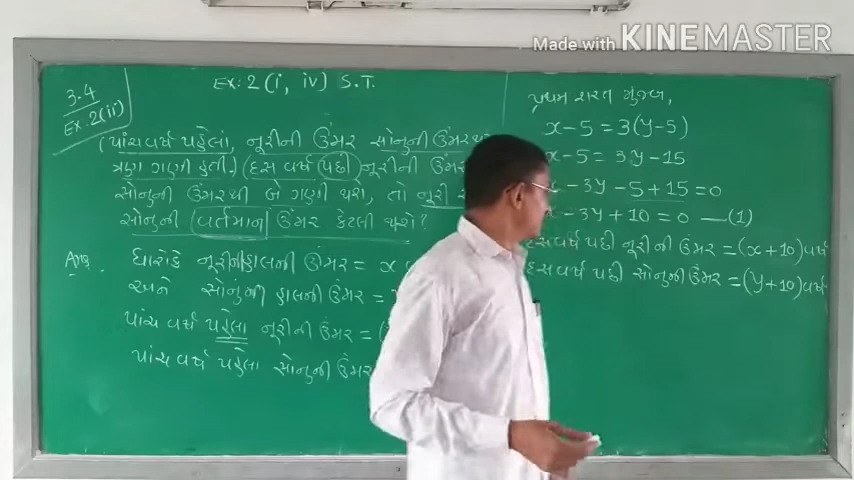 Made with KINEMASTER
3.4
Ex:2(ii)
Ex: 2 (i, iv) S.T.
(પાંચ વર્ષ પહેલાં, નૂરીની ઉંમર સોનુની ઉંમરથી
ત્રણ ગણી હતી.) (દસ વર્ષ પછી) નૂરીની ઉંમર
સોનુની ઉંમરથી બે ગણી થશે, તો નૂરી
સોનુની (વર્તમાન) ઉંમર કેટલી થશે?
Ans. ધારોકે નૂરીની હાલની ઉંમર = x
અને સોનુની હાલની ઉંમર =
પાંચ વર્ષ પહેલા નૂરીની ઉંમર = (
પાંચ વર્ષ પહેલા સોનુની ઉંમર
પ્રથમ શરત મુજબ,
x-5 = 3(y-5)
x-5 = 3y-15
- 3y - 5 + 15 = 0
- 3y + 10 = 0 —(1)
દસ વર્ષ પછી નૂરીની ઉંમર = (x+10) વર્ષ
દસ વર્ષ પછી સોનુની ઉંમર = (y+10) વર્ષ